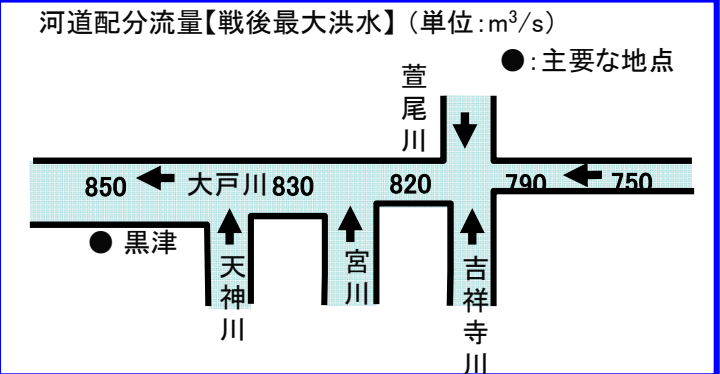 河道配分流量【戦後最大洪水】（単位:m³/s）
●:主要な地点
萱尾川
850 大戸川 830 820 790 750
● 黒津
天神川
宮川
吉祥寺川